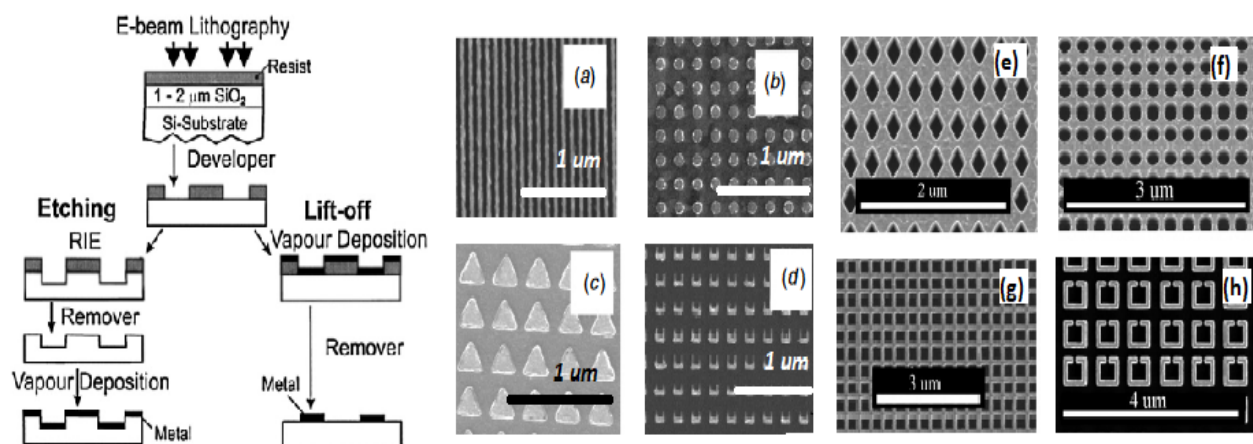 E-beam Lithography
Resist
1 - 2 μm SiO₂
Si-Substrate
Developer
Etching
RIE
Remover
Vapour Deposition
Metal
Lift-off
Vapour Deposition
Remover
Metal
(a)
1 um
(b)
1 um
(c)
1 um
(d)
1 um
(e)
2 um
(f)
3 um
(g)
3 um
(h)
4 um